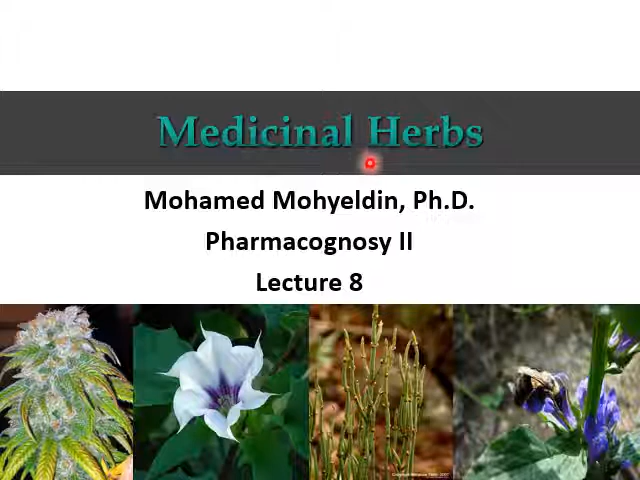 Medicinal Herbs
Mohamed Mohyeldin, Ph.D.
Pharmacognosy II
Lecture 8